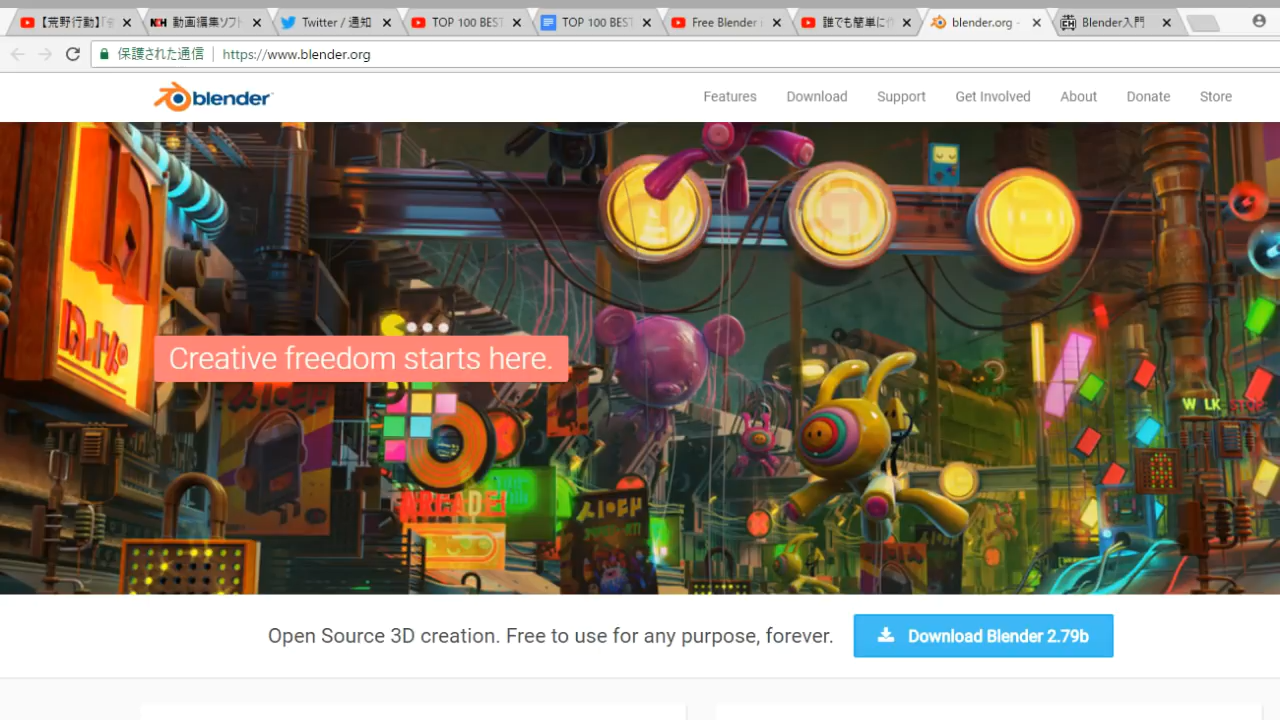 【荒野行動】「
NCH 動画編集ソフト
Twitter / 通知
TOP 100 BEST
TOP 100 BEST
Free Blender
誰でも簡単に
blender.org -
Blender入門
保護された通信 | https://www.blender.org
blender
Features Download Support Get Involved About Donate Store
Creative freedom starts here.
ARCADE!
W LK STOP
Open Source 3D creation. Free to use for any purpose, forever.
Download Blender 2.79b